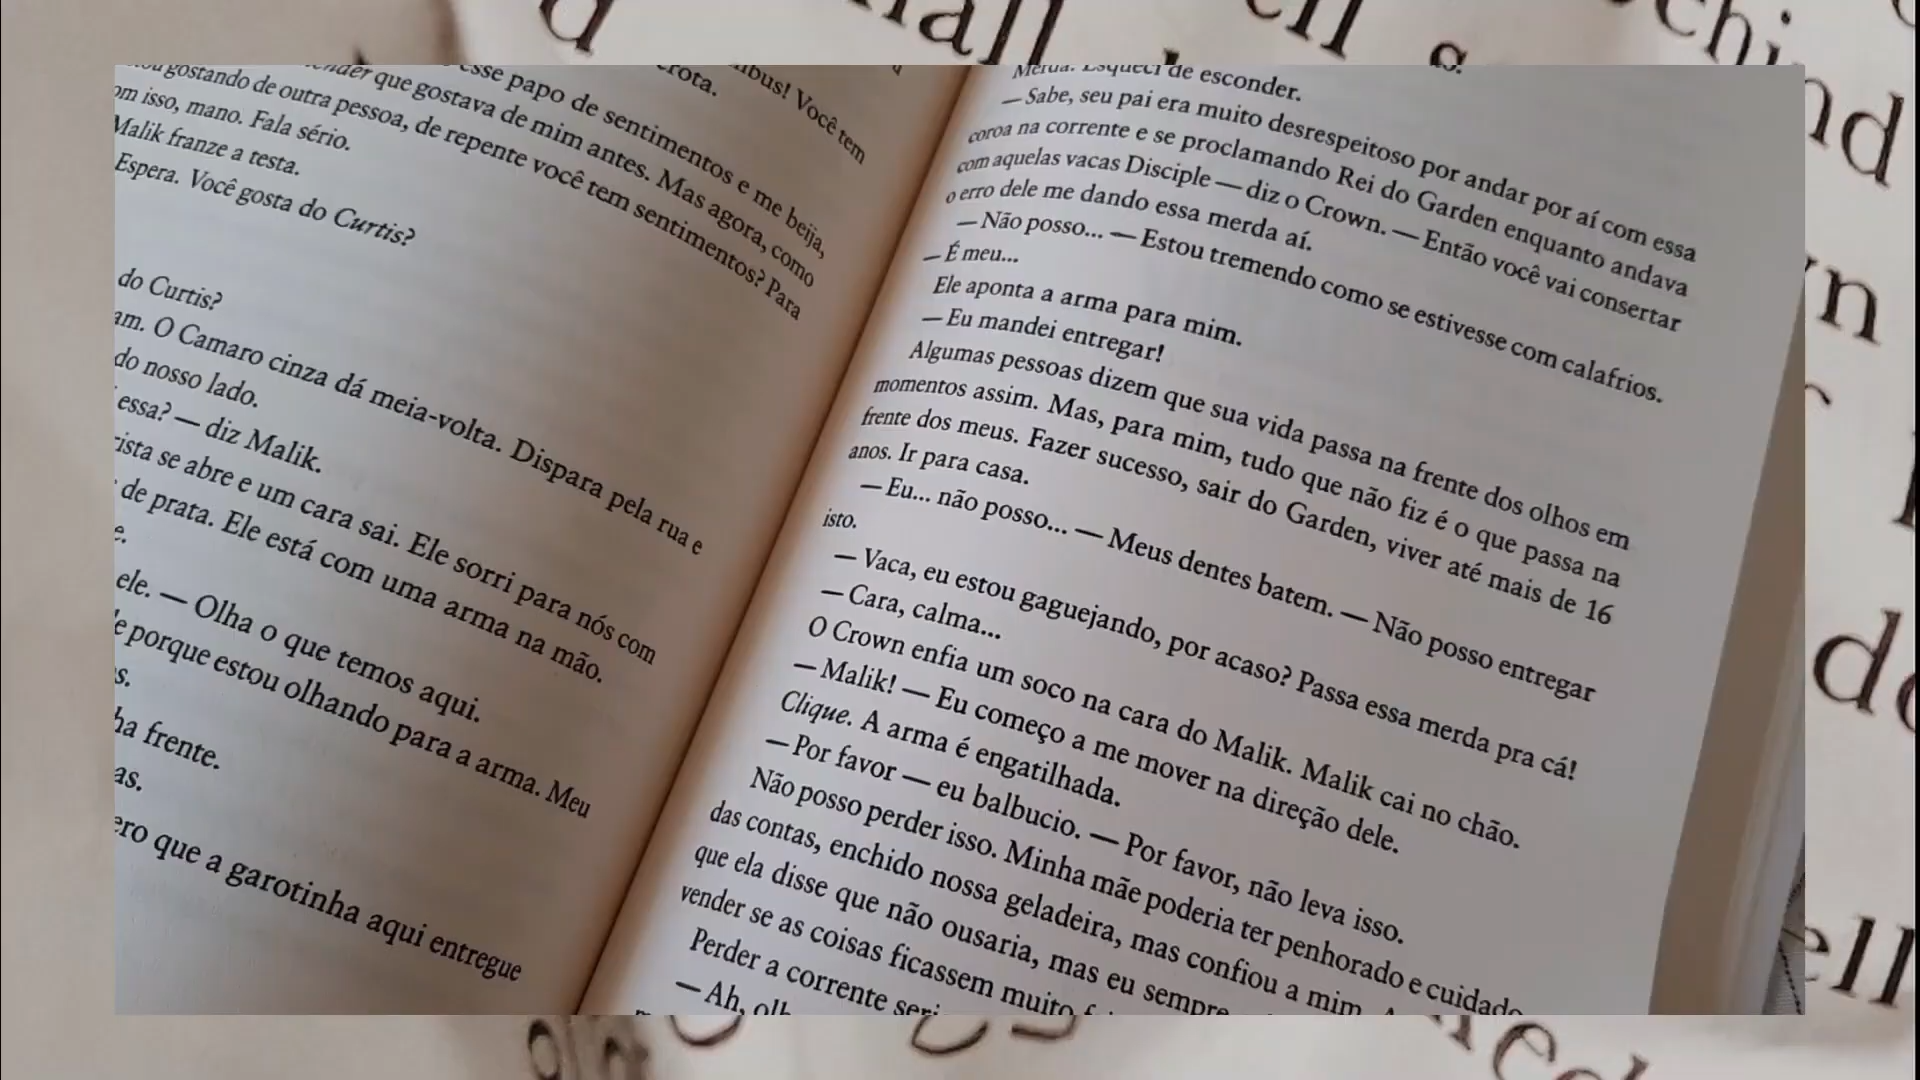 esse papo de sentimentos e me beija,
que gostava de mim antes. Mas agora, como
gostando de outra pessoa, de repente você tem sentimentos? Para
om isso, mano. Fala sério.
Malik franze a testa.
Espera. Você gosta do Curtis?
do Curtis?
am. O Camaro cinza dá meia-volta. Dispara pela rua e
do nosso lado.
essa? — diz Malik.
rista se abre e um cara sai. Ele sorri para nós com
de prata. Ele está com uma arma na mão.
e.
ele. — Olha o que temos aqui.
e porque estou olhando para a arma. Meu
s.
ha frente.
as.
ero que a garotinha aqui entregue
Merda. Esqueci de esconder.
— Sabe, seu pai era muito desrespeitoso por andar por aí com essa
coroa na corrente e se proclamando Rei do Garden enquanto andava
com aquelas vacas Disciple — diz o Crown. — Então você vai consertar
o erro dele me dando essa merda aí.
— Não posso... — Estou tremendo como se estivesse com calafrios.
— É meu...
Ele aponta a arma para mim.
— Eu mandei entregar!
Algumas pessoas dizem que sua vida passa na frente dos olhos em
momentos assim. Mas, para mim, tudo que não fiz é o que passa na
frente dos meus. Fazer sucesso, sair do Garden, viver até mais de 16
anos. Ir para casa.
— Eu... não posso... — Meus dentes batem. — Não posso entregar
isto.
— Vaca, eu estou gaguejando, por acaso? Passa essa merda pra cá!
— Cara, calma...
O Crown enfia um soco na cara do Malik. Malik cai no chão.
— Malik! — Eu começo a me mover na direção dele.
Clique. A arma é engatilhada.
— Por favor — eu balbucio. — Por favor, não leva isso.
Não posso perder isso. Minha mãe poderia ter penhorado e cuidado
das contas, enchido nossa geladeira, mas confiou a mim.
que ela disse que não ousaria, mas eu sempre
vender se as coisas ficassem muito
Perder a corrente
— Ah,